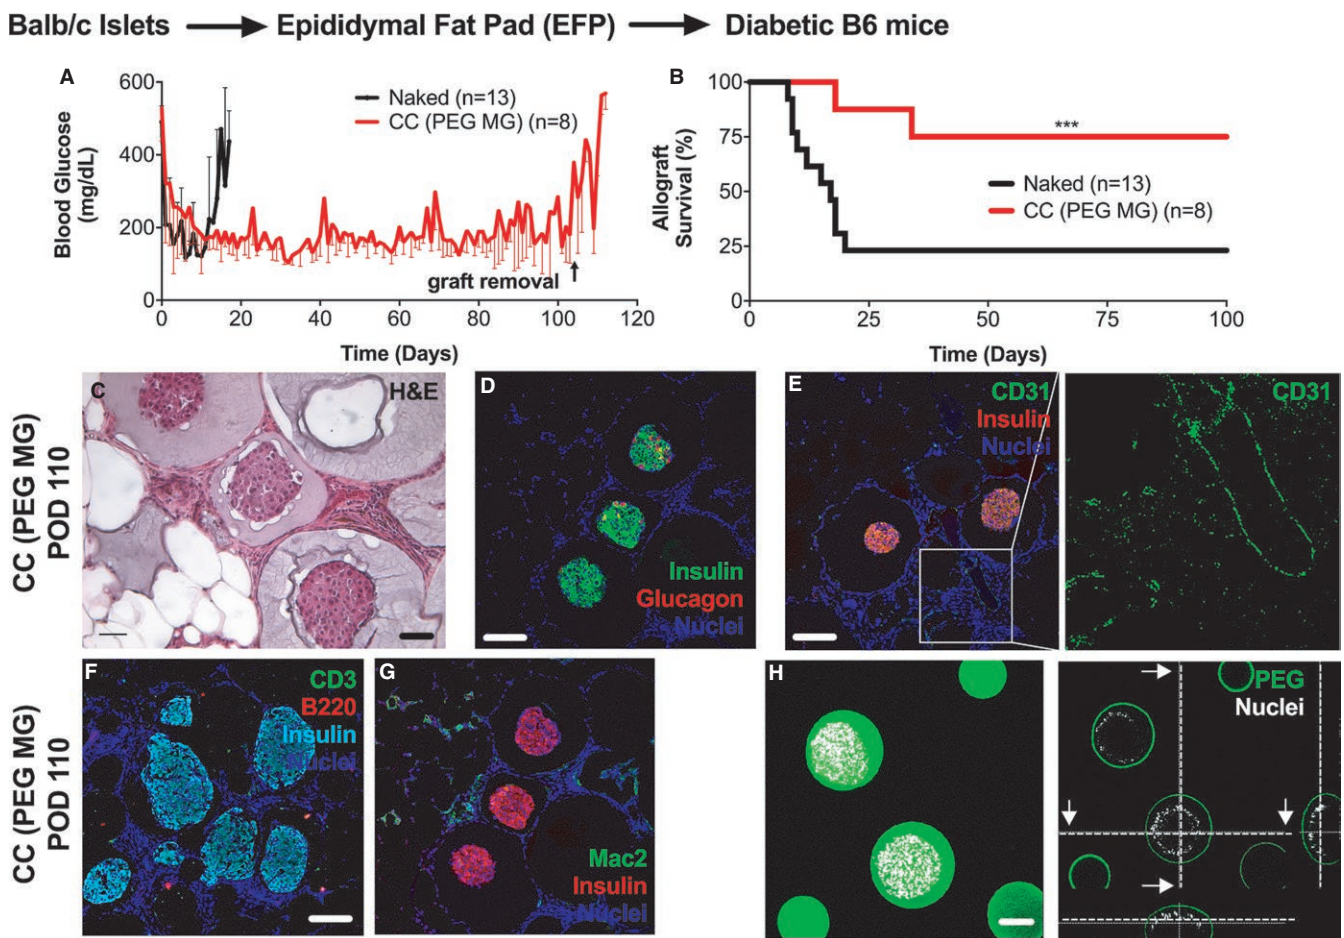 Balb/c Islets → Epididymal Fat Pad (EFP) → Diabetic B6 mice
A
600
400
200
0
Blood Glucose
(mg/dL)
Naked (n=13)
CC (PEG MG) (n=8)
graft removal
0 20 40 60 80 100 120
Time (Days)
B
100
75
50
25
0
Allograft
Survival (%)
***
Naked (n=13)
CC (PEG MG) (n=8)
0 25 50 75 100
Time (Days)
CC (PEG MG)
POD 110
C
H&E
D
Insulin
Glucagon
Nuclei
E
CD31
Insulin
Nuclei
CD31
CC (PEG MG)
POD 110
F
CD3
B220
Insulin
Nuclei
G
Mac2
Insulin
Nuclei
H
PEG
Nuclei